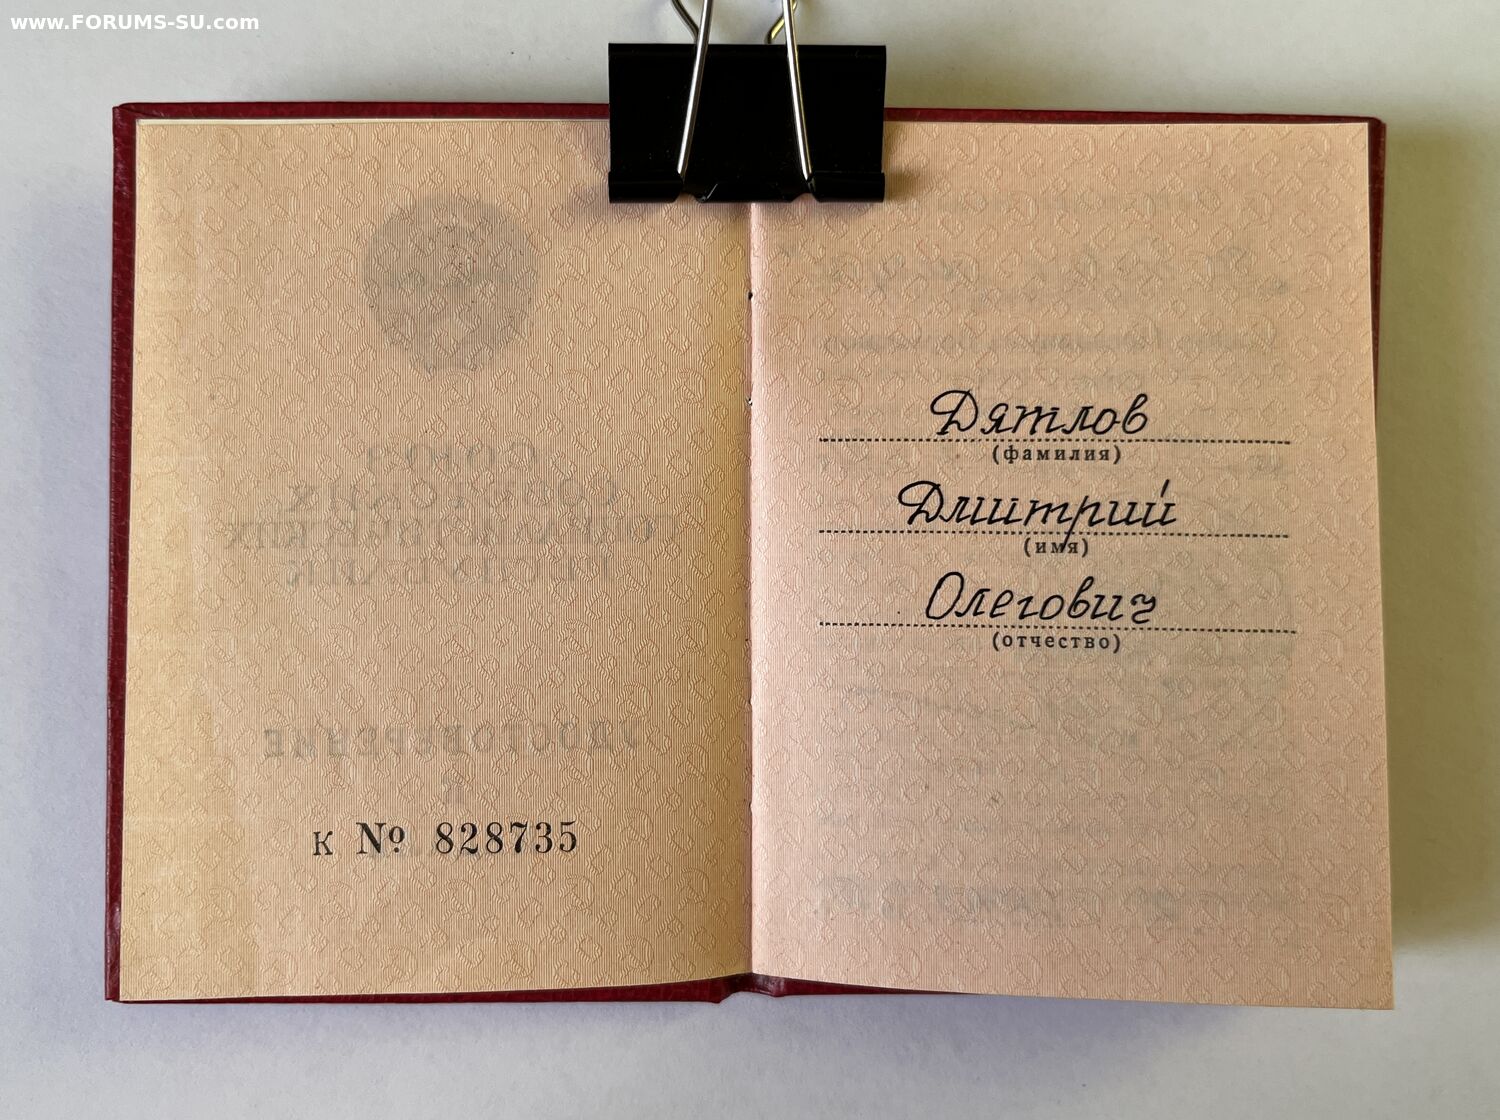 www.FORUMS-SU.com
К № 828735
Дятлов
(фамилия)
Дмитрий
(имя)
Олегович
(отчество)